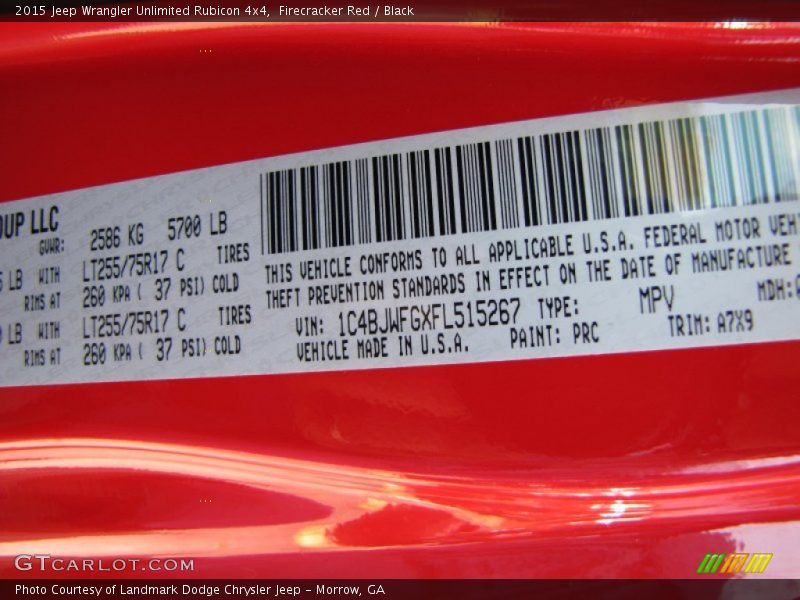 2015 Jeep Wrangler Unlimited Rubicon 4x4, Firecracker Red / Black
OUP LLC
GVWR: 2586 KG 5700 LB
LB WITH LT255/75R17 C TIRES
RIMS AT 260 KPA ( 37 PSI) COLD
LB WITH LT255/75R17 C TIRES
RIMS AT 260 KPA ( 37 PSI) COLD
THIS VEHICLE CONFORMS TO ALL APPLICABLE U.S.A. FEDERAL MOTOR VEH
THEFT PREVENTION STANDARDS IN EFFECT ON THE DATE OF MANUFACTURE
VIN: 1C4BJWFGXFL515267 TYPE: MPV MDH:
VEHICLE MADE IN U.S.A. PAINT: PRC TRIM: A7X9
GTCARLOT.COM
Photo Courtesy of Landmark Dodge Chrysler Jeep - Morrow, GA